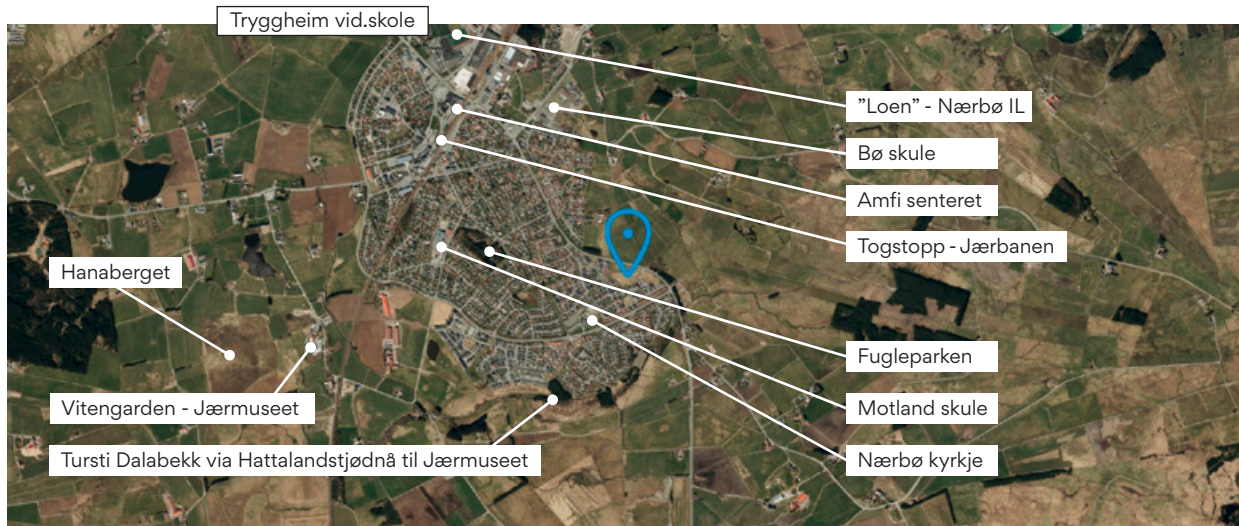 Tryggheim vid.skole
”Loen” - Nærbø IL
Bø skule
Amfi senteret
Togstopp - Jærbanen
Hanaberget
Fugleparken
Vitengarden - Jærmuseet
Motland skule
Tursti Dalabekk via Hattalandstjødnå til Jærmuseet
Nærbø kyrkje